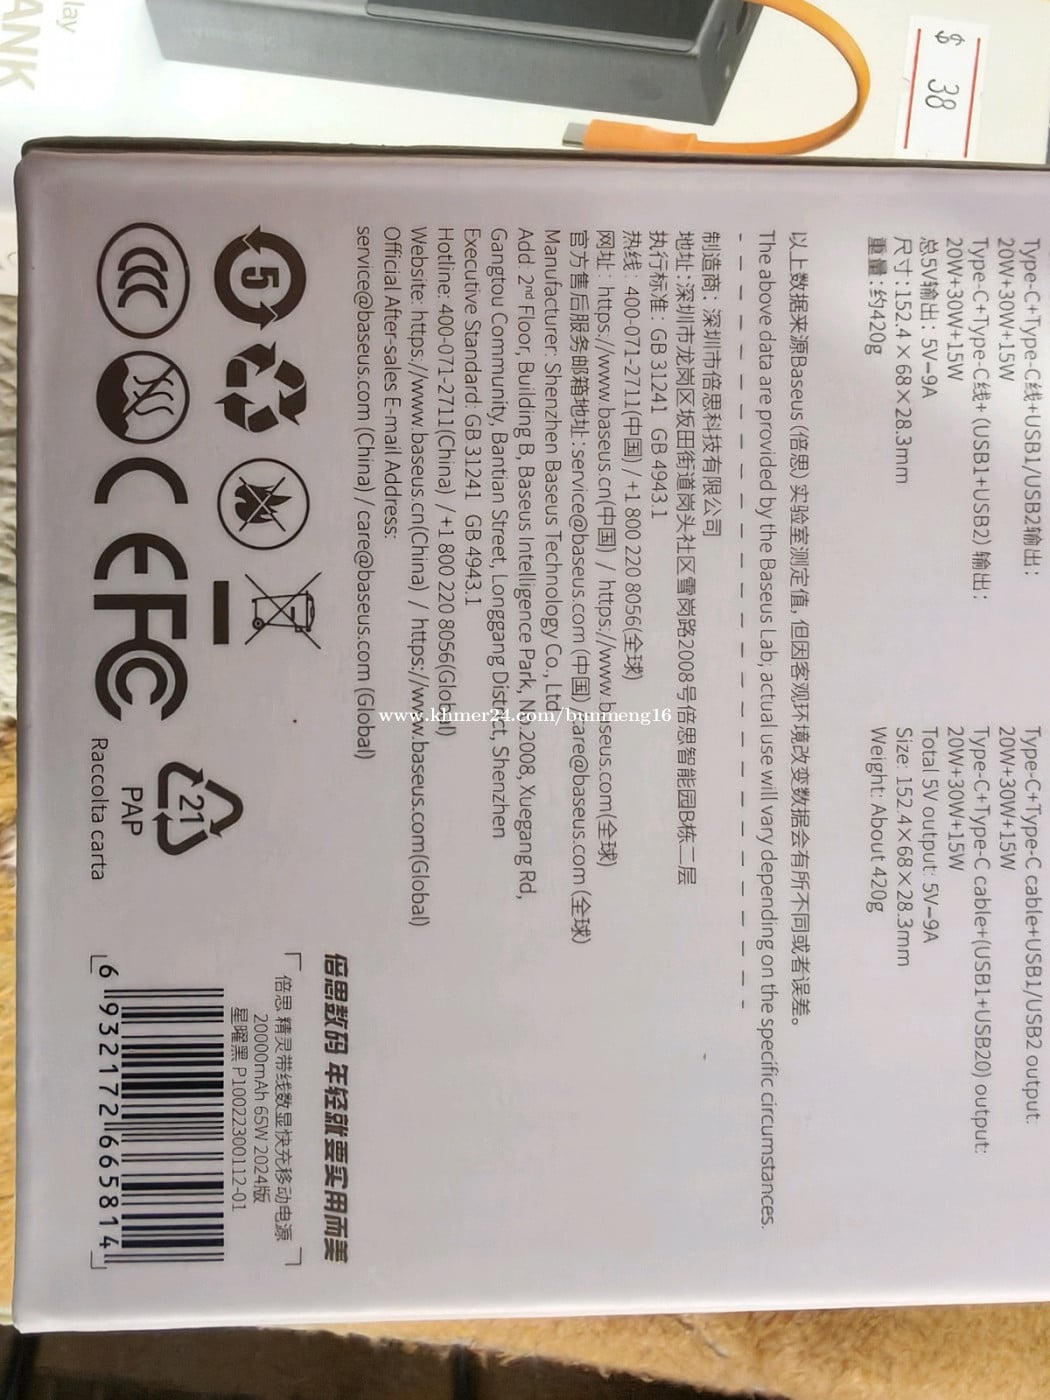 lay
ANK
$ 38
Type-C+Type-C线+USB1/USB2输出：
20W+30W+15W
Type-C+Type-C线+ (USB1+USB2) 输出：
20W+30W+15W
总5V输出：5V⎓9A
尺寸：152.4×68×28.3mm
重量：约420g
Type-C+Type-C cable+USB1/USB2 output:
20W+30W+15W
Type-C+Type-C cable+(USB1+USB20) output:
20W+30W+15W
Total 5V output: 5V⎓9A
Size: 152.4×68×28.3mm
Weight: About 420g
以上数据来源Baseus (倍思) 实验室测定值, 但因客观环境改变数据会有所不同或者误差。
The above data are provided by the Baseus Lab; actual use will vary depending on the specific circumstances.
制造商：深圳市倍思科技有限公司
地址：深圳市龙岗区坂田街道岗头社区雪岗路2008号倍思智能园B栋二层
执行标准：GB 31241 GB 4943.1
热线：400-071-2711(中国) / +1 800 220 8056(全球)
网址：https://www.baseus.cn(中国) / https://www.baseus.com(全球)
官方售后服务邮箱地址：service@baseus.com (中国) /care@baseus.com (全球)
Manufacturer: Shenzhen Baseus Technology Co., Ltd.
Add: 2nd Floor, Building B, Baseus Intelligence Park, No.2008, Xuegang Rd,
Gangtou Community, Bantian Street, Longgang District, Shenzhen
Executive Standard: GB 31241 GB 4943.1
Hotline: 400-071-2711(China) /+1 800 220 8056(Global)
Website: https://www.baseus.cn(China) / https://www.baseus.com(Global)
Official After-sales E-mail Address:
service@baseus.com (China) / care@baseus.com (Global)
5
CCC
CE FC
21
PAP
Raccolta carta
倍思数码 年轻就要实用而美
倍思 精灵带线数显快充移动电源
20000mAh 65W 2024版
星曜黑 P10022300112-01
6 932172 665814
www.khmer24.com/bunmeng16